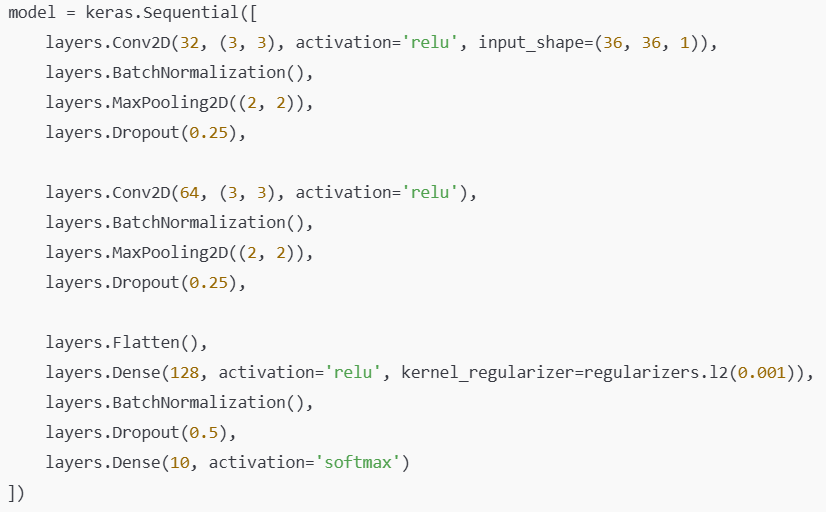 model = keras.Sequential([
    layers.Conv2D(32, (3, 3), activation='relu', input_shape=(36, 36, 1)),
    layers.BatchNormalization(),
    layers.MaxPooling2D((2, 2)),
    layers.Dropout(0.25),

    layers.Conv2D(64, (3, 3), activation='relu'),
    layers.BatchNormalization(),
    layers.MaxPooling2D((2, 2)),
    layers.Dropout(0.25),

    layers.Flatten(),
    layers.Dense(128, activation='relu', kernel_regularizer=regularizers.l2(0.001)),
    layers.BatchNormalization(),
    layers.Dropout(0.5),
    layers.Dense(10, activation='softmax')
])